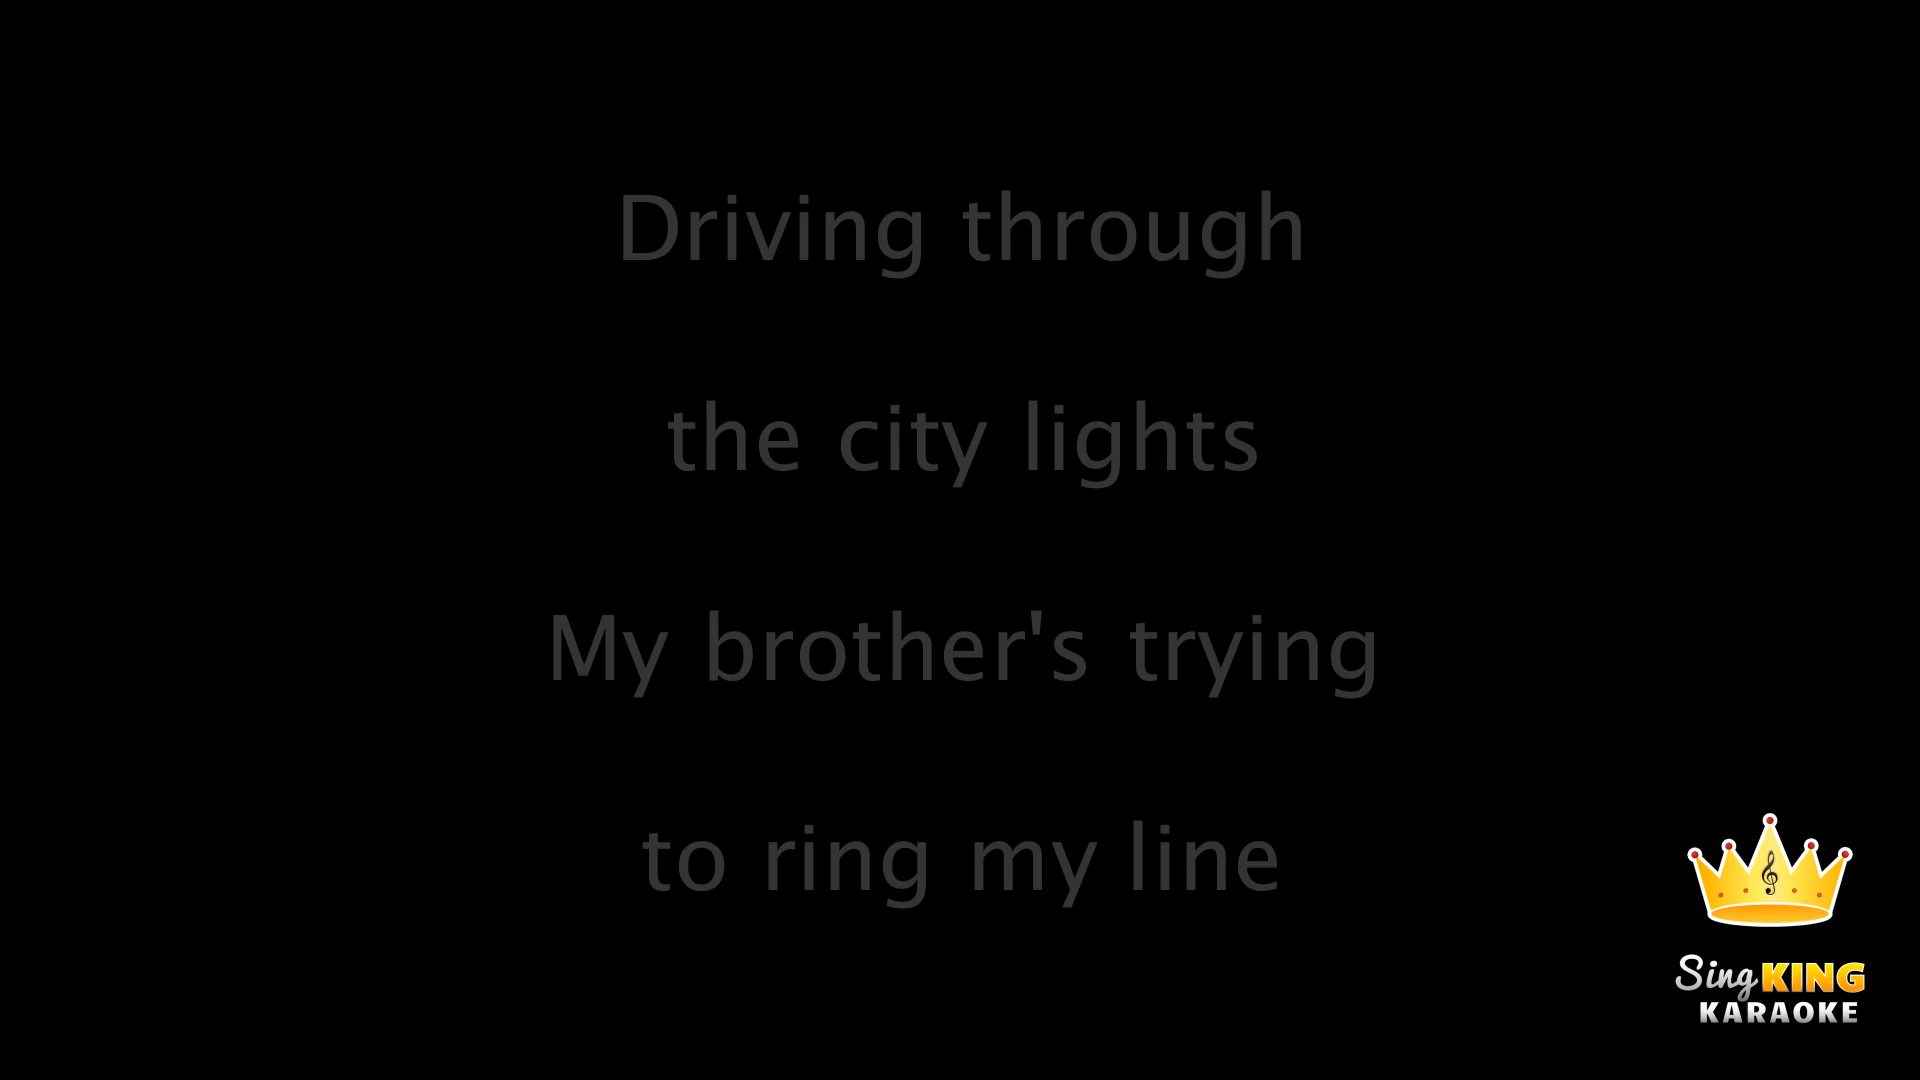 Driving through
the city lights
My brother's trying
to ring my line
Sing KING
KARAOKE